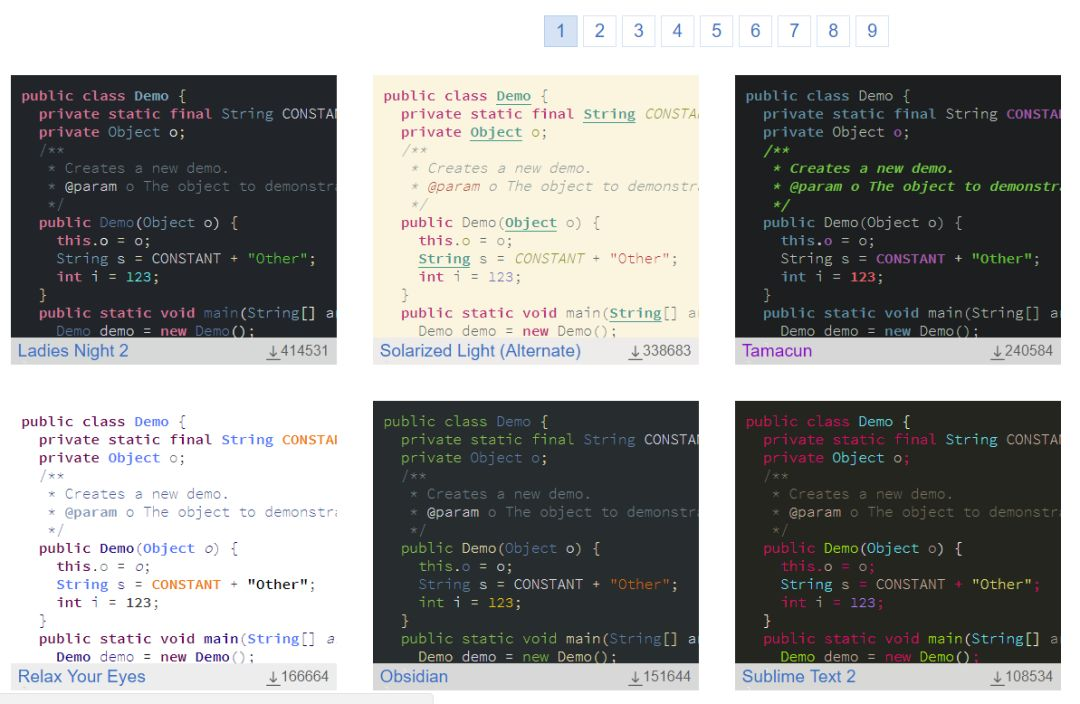 1 2 3 4 5 6 7 8 9
public class Demo {
private static final String CONSTA
private Object o;
/**
* Creates a new demo.
* @param o The object to demonstra
*/
public Demo(Object o) {
this.o = o;
String s = CONSTANT + "Other";
int i = 123;
}
public static void main(String[] a
Demo demo = new Demo();
Ladies Night 2 414531
public class Demo {
private static final String CONSTA
private Object o;
/**
* Creates a new demo.
* @param o The object to demonstra
*/
public Demo(Object o) {
this.o = o;
String s = CONSTANT + "Other";
int i = 123;
}
public static void main(String[] a
Demo demo = new Demo();
Solarized Light (Alternate) 338683
public class Demo {
private static final String CONSTA
private Object o;
/**
* Creates a new demo.
* @param o The object to demonstra
*/
public Demo(Object o) {
this.o = o;
String s = CONSTANT + "Other";
int i = 123;
}
public static void main(String[] a
Demo demo = new Demo();
Tamacun 240584
public class Demo {
private static final String CONSTA
private Object o;
/**
* Creates a new demo.
* @param o The object to demonstra
*/
public Demo(Object o) {
this.o = o;
String s = CONSTANT + "Other";
int i = 123;
}
public static void main(String[] a
Demo demo = new Demo();
Relax Your Eyes 166664
public class Demo {
private static final String CONSTA
private Object o;
/**
* Creates a new demo.
* @param o The object to demonstra
*/
public Demo(Object o) {
this.o = o;
String s = CONSTANT + "Other";
int i = 123;
}
public static void main(String[] a
Demo demo = new Demo();
Obsidian 151644
public class Demo {
private static final String CONSTA
private Object o;
/**
* Creates a new demo.
* @param o The object to demonstra
*/
public Demo(Object o) {
this.o = o;
String s = CONSTANT + "Other";
int i = 123;
}
public static void main(String[] a
Demo demo = new Demo();
Sublime Text 2 108534